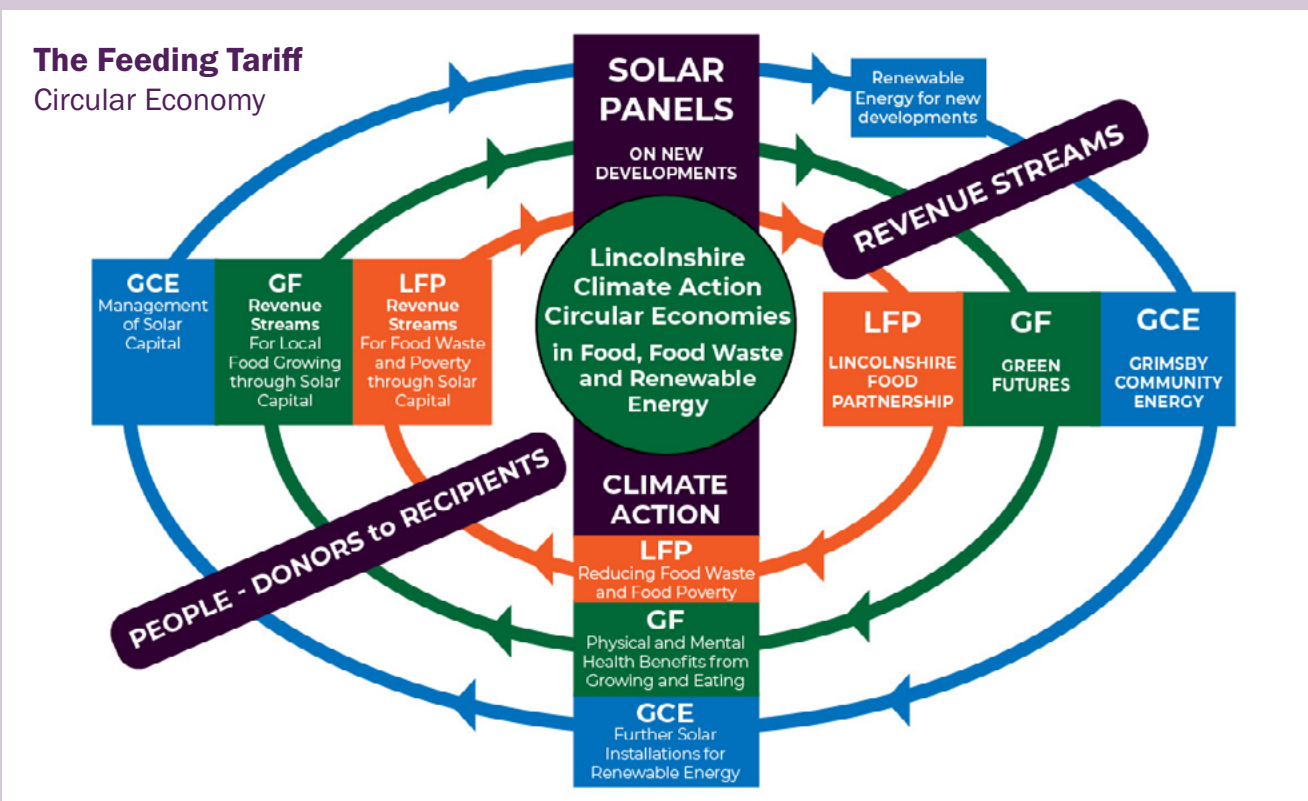 The Feeding Tariff
Circular Economy
SOLAR
PANELS
ON NEW
DEVELOPMENTS
Renewable
Energy for new
developments
REVENUE STREAMS
GCE
Management
of Solar
Capital
GF
Revenue
Streams
For Local
Food Growing
through Solar
Capital
LFP
Revenue
Streams
For Food Waste
and Poverty
through Solar
Capital
Lincolnshire
Climate Action
Circular Economies
in Food, Food Waste
and Renewable
Energy
LFP
LINCOLNSHIRE
FOOD
PARTNERSHIP
GF
GREEN
FUTURES
GCE
GRIMSBY
COMMUNITY
ENERGY
PEOPLE - DONORS to RECIPIENTS
CLIMATE
ACTION
LFP
Reducing Food Waste
and Food Poverty
GF
Physical and Mental
Health Benefits from
Growing and Eating
GCE
Further Solar
Installations for
Renewable Energy